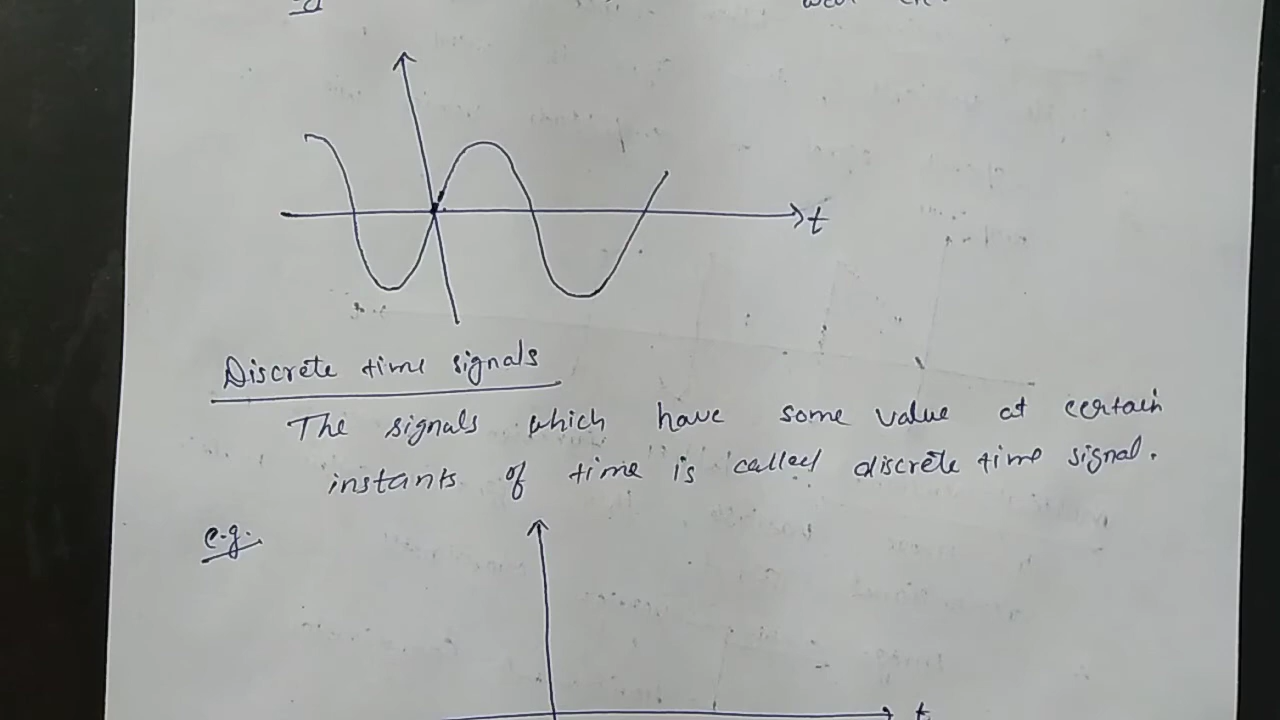 t
Discrete time signals
The signals which have some value at certain
instants of time is called discrete time signal.
e.g.
t